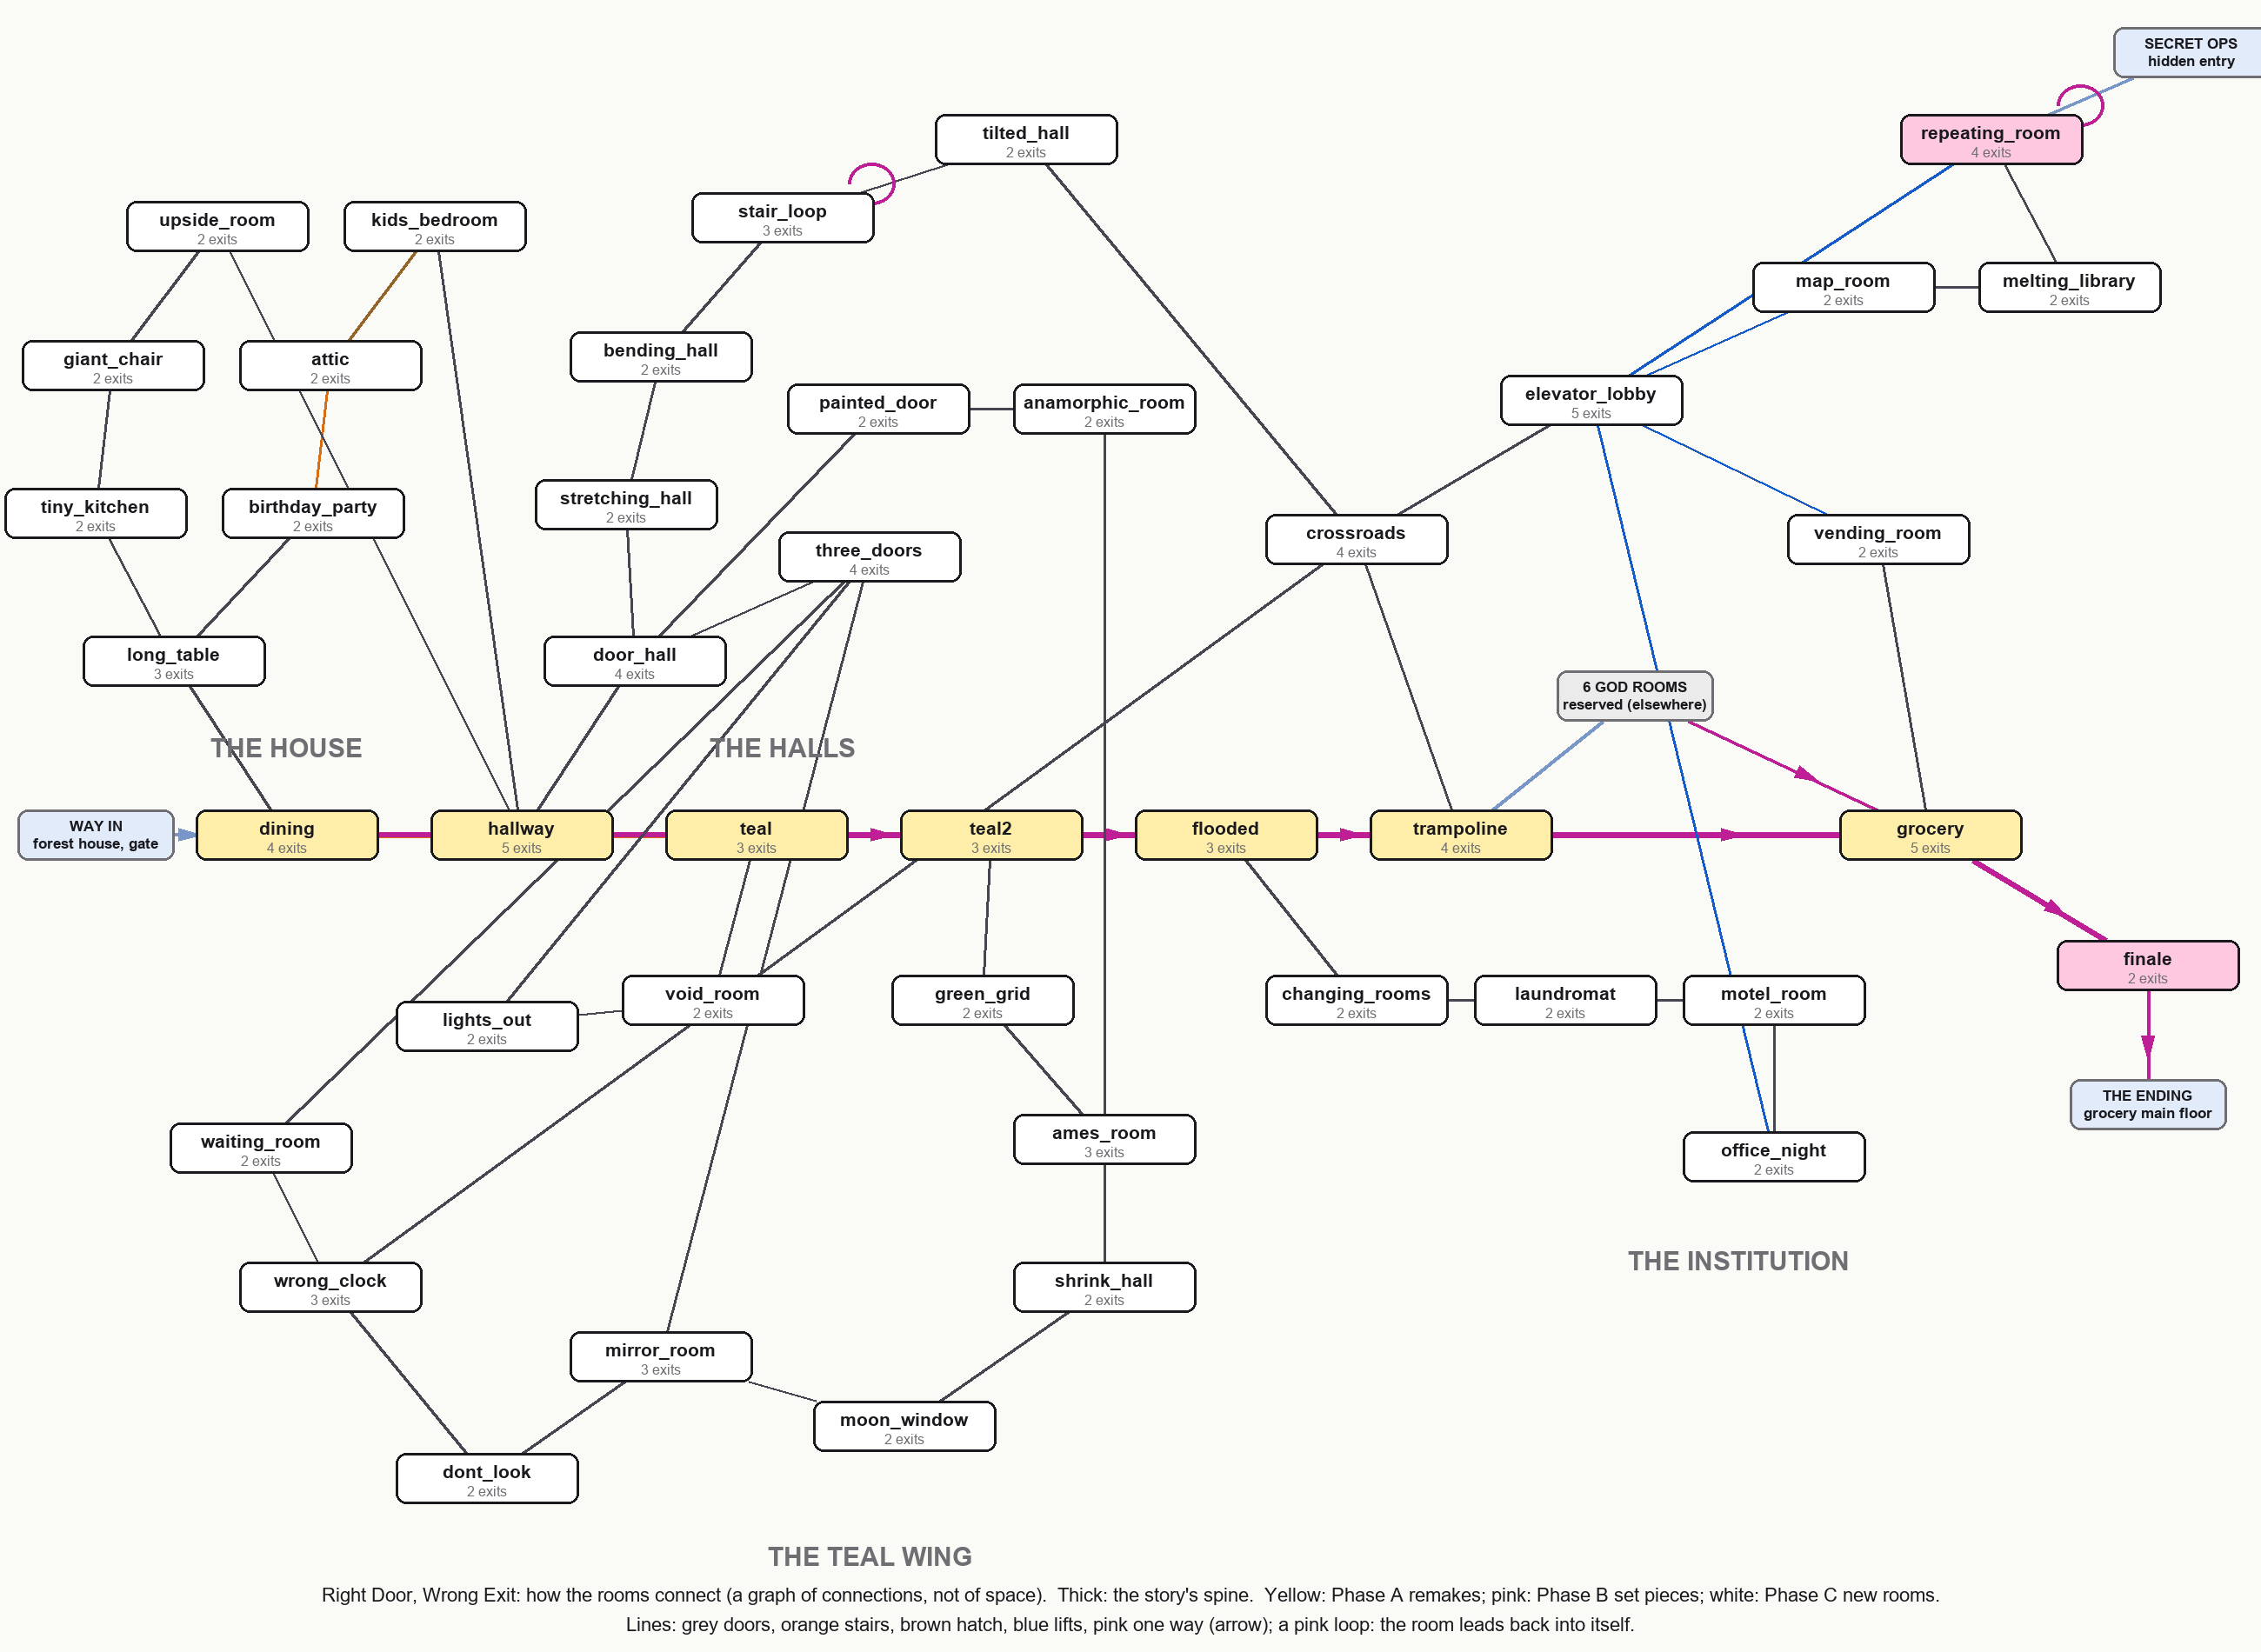 SECRET OPS
hidden entry
tilted_hall
2 exits
repeating_room
4 exits
upside_room
2 exits
kids_bedroom
2 exits
stair_loop
3 exits
map_room
2 exits
melting_library
2 exits
giant_chair
2 exits
attic
2 exits
bending_hall
2 exits
painted_door
2 exits
anamorphic_room
2 exits
elevator_lobby
5 exits
tiny_kitchen
2 exits
birthday_party
2 exits
stretching_hall
2 exits
three_doors
4 exits
crossroads
4 exits
vending_room
2 exits
long_table
3 exits
door_hall
4 exits
6 GOD ROOMS
reserved (elsewhere)
THE HOUSE
THE HALLS
WAY IN
forest house, gate
dining
4 exits
hallway
5 exits
teal
3 exits
teal2
3 exits
flooded
3 exits
trampoline
4 exits
grocery
5 exits
finale
2 exits
lights_out
2 exits
void_room
2 exits
green_grid
2 exits
changing_rooms
2 exits
laundromat
2 exits
motel_room
2 exits
THE ENDING
grocery main floor
waiting_room
2 exits
ames_room
3 exits
office_night
2 exits
THE INSTITUTION
wrong_clock
3 exits
shrink_hall
2 exits
mirror_room
3 exits
moon_window
2 exits
dont_look
2 exits
THE TEAL WING
Right Door, Wrong Exit: how the rooms connect (a graph of connections, not of space).  Thick: the story's spine.  Yellow: Phase A remakes; pink: Phase B set pieces; white: Phase C new rooms.
Lines: grey doors, orange stairs, brown hatch, blue lifts, pink one way (arrow); a pink loop: the room leads back into itself.